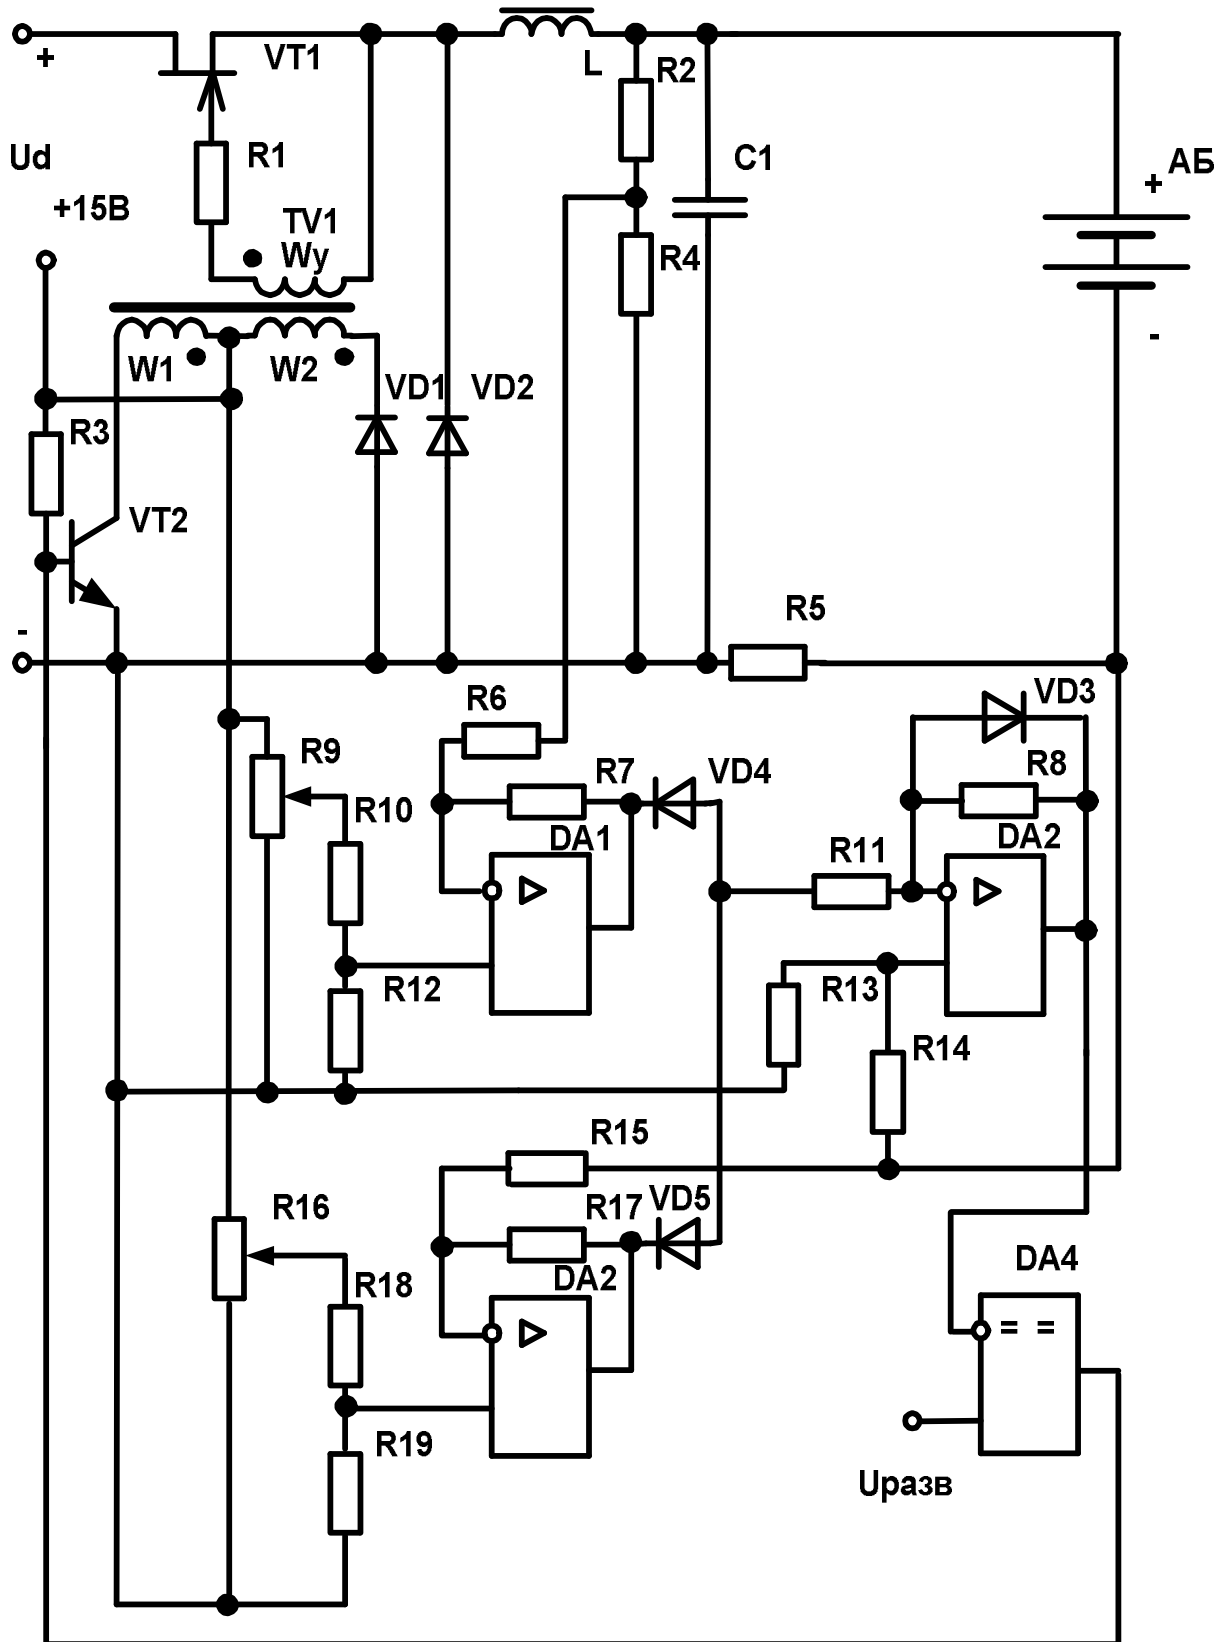 +
VT1
L
R2
Ud
R1
C1
+
АБ
+15В
TV1
Wy
R4
W1
W2
-
VD1
VD2
R3
VT2
R5
-
R6
VD3
R9
R7
VD4
R8
R10
DA1
DA2
R11
R12
R13
R14
R15
R16
R17
VD5
R18
DA2
DA4
= =
R19
Uразв